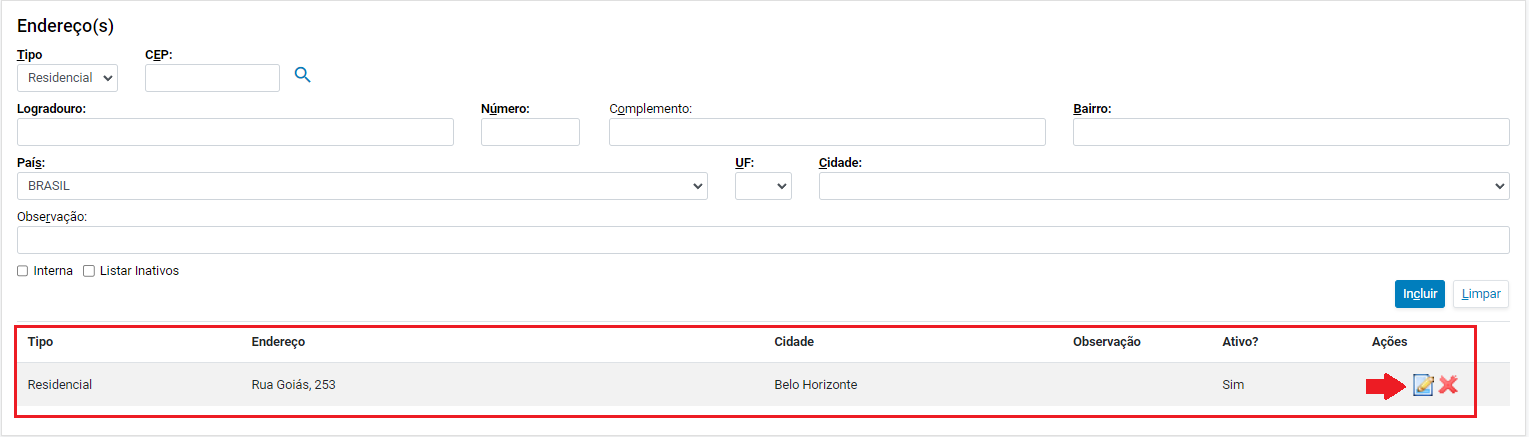 Endereço(s)
Tipo CEP:
Residencial
Logradouro: Número: Complemento: Bairro:
País: UF: Cidade:
BRASIL
Observação:
Interna Listar Inativos
Incluir Limpar
Tipo Endereço Cidade Observação Ativo? Ações
Residencial Rua Goiás, 253 Belo Horizonte Sim